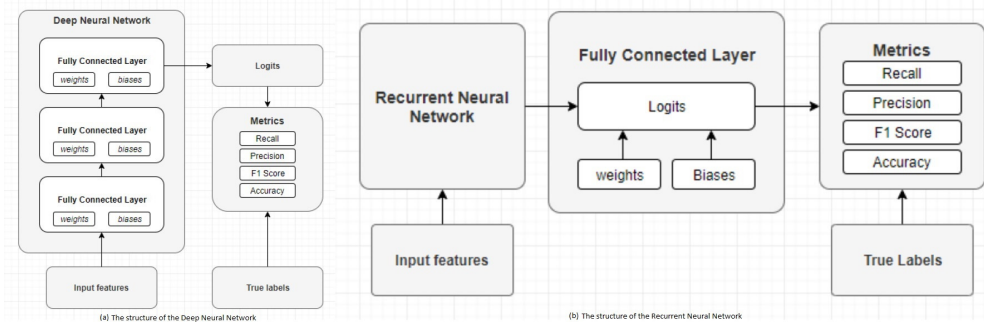 Deep Neural Network
Fully Connected Layer
weights biases
Fully Connected Layer
weights biases
Fully Connected Layer
weights biases
Input features
Logits
Metrics
Recall
Precision
F1 Score
Accuracy
True labels
(a) The structure of the Deep Neural Network
Recurrent Neural
Network
Input features
Fully Connected Layer
Logits
weights Biases
Metrics
Recall
Precision
F1 Score
Accuracy
True Labels
(b) The structure of the Recurrent Neural Network